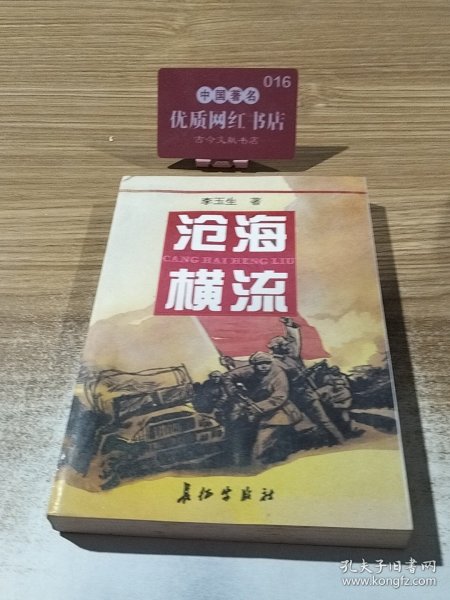 016
中国著名
优质网红书店
古今文献书店
李玉生 著
沧海
CANG HAI HENG LIU
横流
长征出版社
孔夫子旧书网
www.kongfz.com